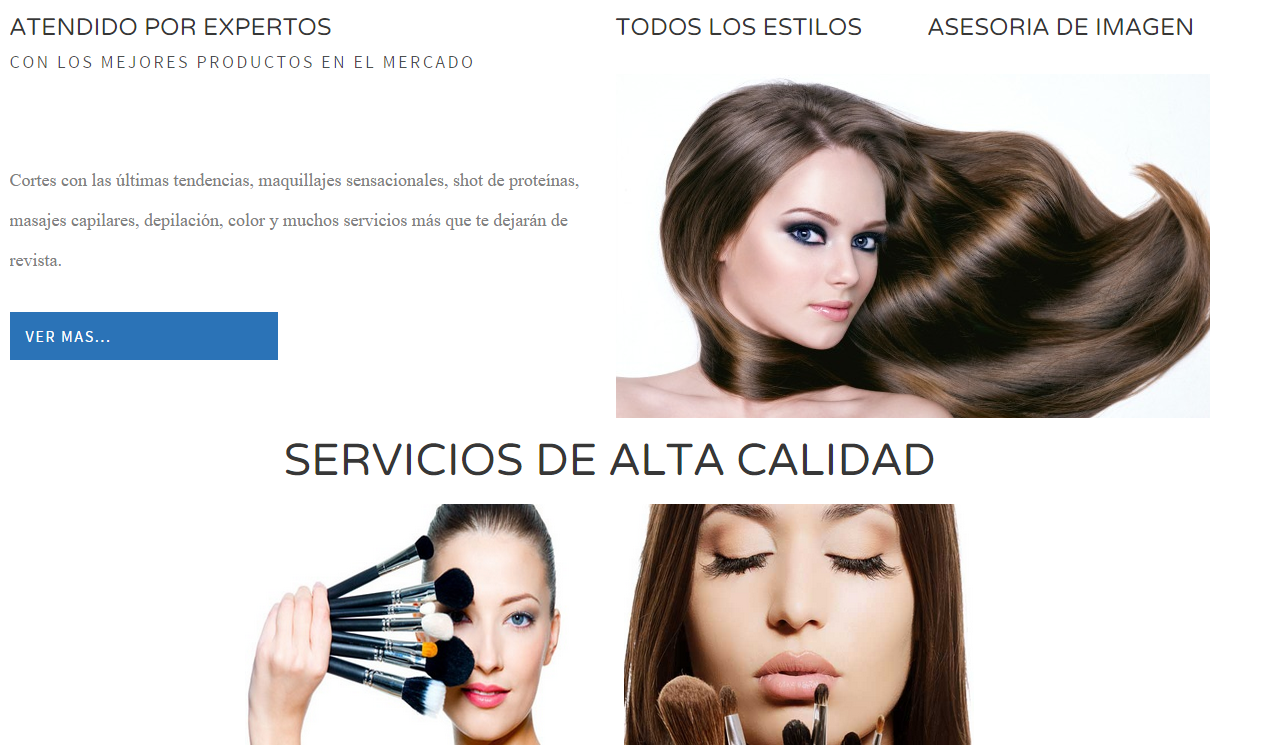 ATENDIDO POR EXPERTOS
CON LOS MEJORES PRODUCTOS EN EL MERCADO
Cortes con las últimas tendencias, maquillajes sensacionales, shot de proteínas,
masajes capilares, depilación, color y muchos servicios más que te dejarán de
revista.
VER MAS...
TODOS LOS ESTILOS
ASESORIA DE IMAGEN
SERVICIOS DE ALTA CALIDAD